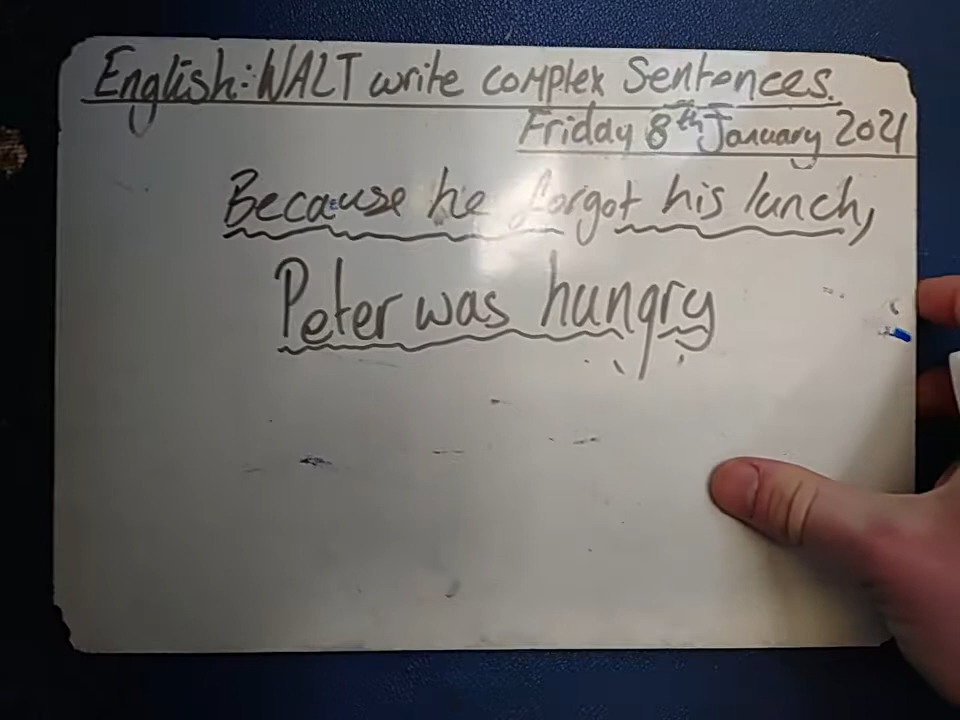 English: WALT write complex sentences.
Friday 8th January 2021
Because he forgot his lunch,
Peter was hungry